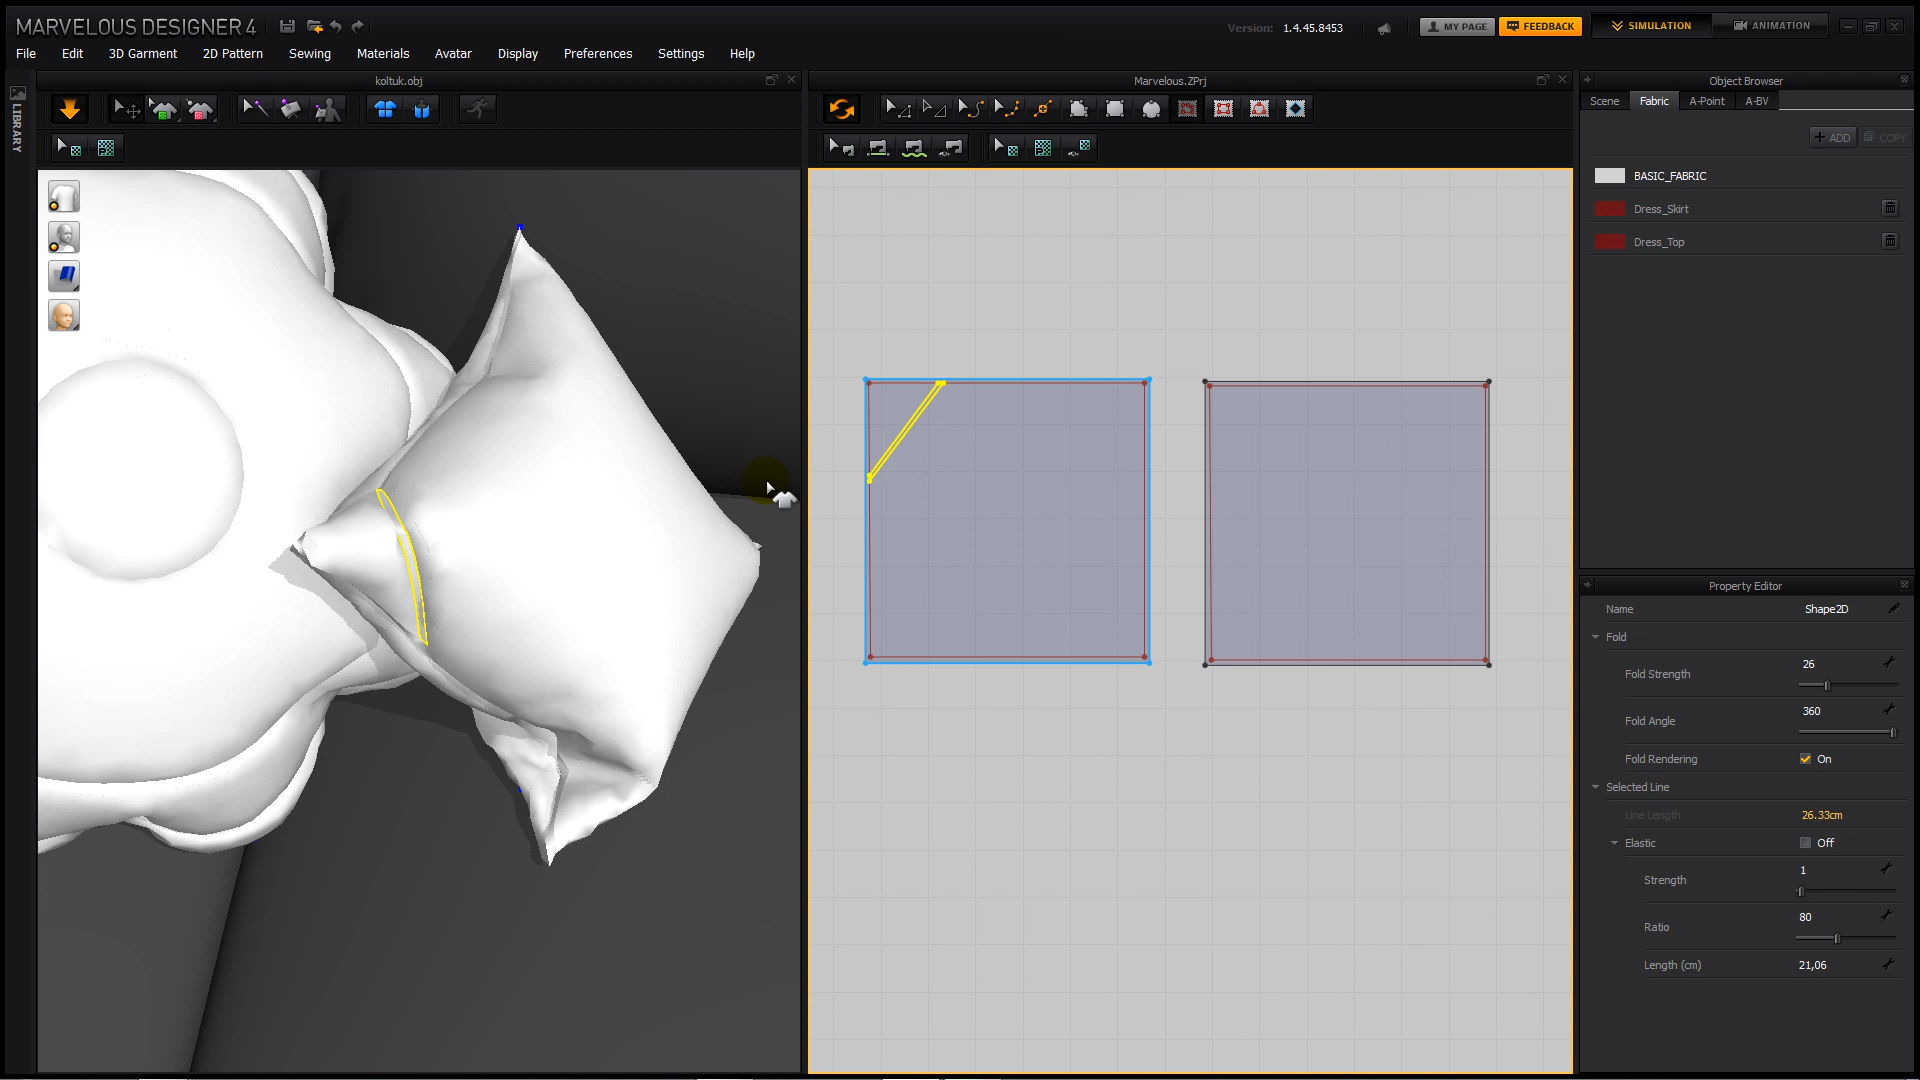 MARVELOUS DESIGNER 4
Version: 1.4.45.8453
MY PAGE
FEEDBACK
SIMULATION
ANIMATION
File Edit 3D Garment 2D Pattern Sewing Materials Avatar Display Preferences Settings Help
koltuk.obj
Marvelous.ZPrj
Object Browser
LIBRARY
Scene Fabric A-Point A-BV
+ ADD COPY
BASIC_FABRIC
Dress_Skirt
Dress_Top
Property Editor
Name Shape2D
Fold
Fold Strength 26
Fold Angle 360
Fold Rendering On
Selected Line
Line Length 26.33cm
Elastic Off
Strength 1
Ratio 80
Length (cm) 21,06